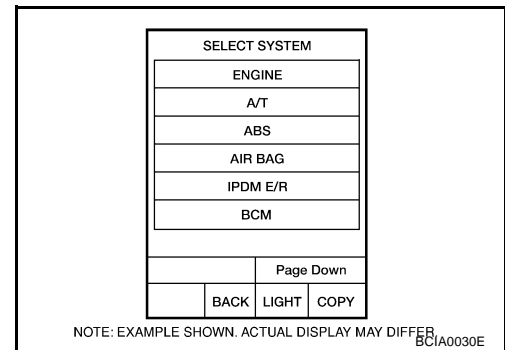 SELECT SYSTEM
ENGINE
A/T
ABS
AIR BAG
IPDM E/R
BCM
Page Down
BACK LIGHT COPY
NOTE: EXAMPLE SHOWN. ACTUAL DISPLAY MAY DIFFER.
BCIA0030E